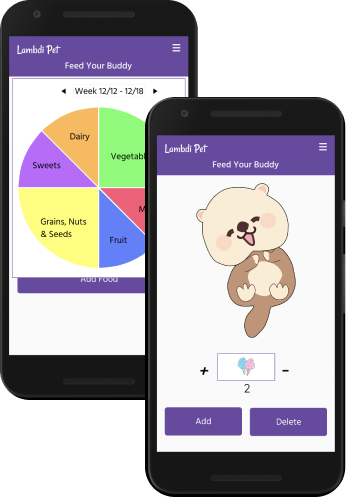 Lambdi Pet
Feed Your Buddy
Week 12/12 - 12/18
Dairy
Sweets
Grains, Nuts
& Seeds
Fruit
Add Food
Lambdi Pet
Feed Your Buddy
+
-
2
Add
Delete